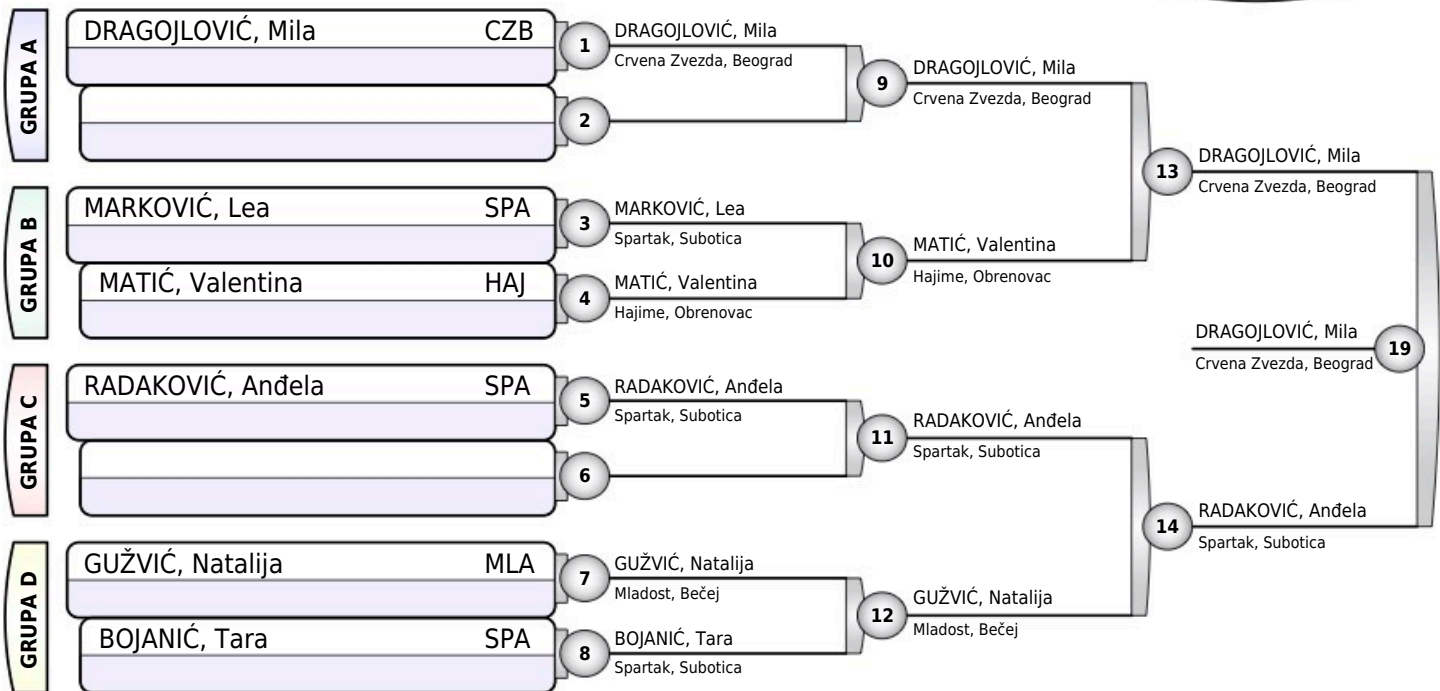 GRUPA A
DRAGOJLOVIĆ, Mila CZB
1
DRAGOJLOVIĆ, Mila
Crvena Zvezda, Beograd
2
9
DRAGOJLOVIĆ, Mila
Crvena Zvezda, Beograd
GRUPA B
MARKOVIĆ, Lea SPA
3
MARKOVIĆ, Lea
Spartak, Subotica
MATIĆ, Valentina HAJ
4
MATIĆ, Valentina
Hajime, Obrenovac
10
MATIĆ, Valentina
Hajime, Obrenovac
13
DRAGOJLOVIĆ, Mila
Crvena Zvezda, Beograd
DRAGOJLOVIĆ, Mila
Crvena Zvezda, Beograd
19
GRUPA C
RADAKOVIĆ, Anđela SPA
5
RADAKOVIĆ, Anđela
Spartak, Subotica
6
11
RADAKOVIĆ, Anđela
Spartak, Subotica
14
RADAKOVIĆ, Anđela
Spartak, Subotica
GRUPA D
GUŽVIĆ, Natalija MLA
7
GUŽVIĆ, Natalija
Mladost, Bečej
BOJANIĆ, Tara SPA
8
BOJANIĆ, Tara
Spartak, Subotica
12
GUŽVIĆ, Natalija
Mladost, Bečej